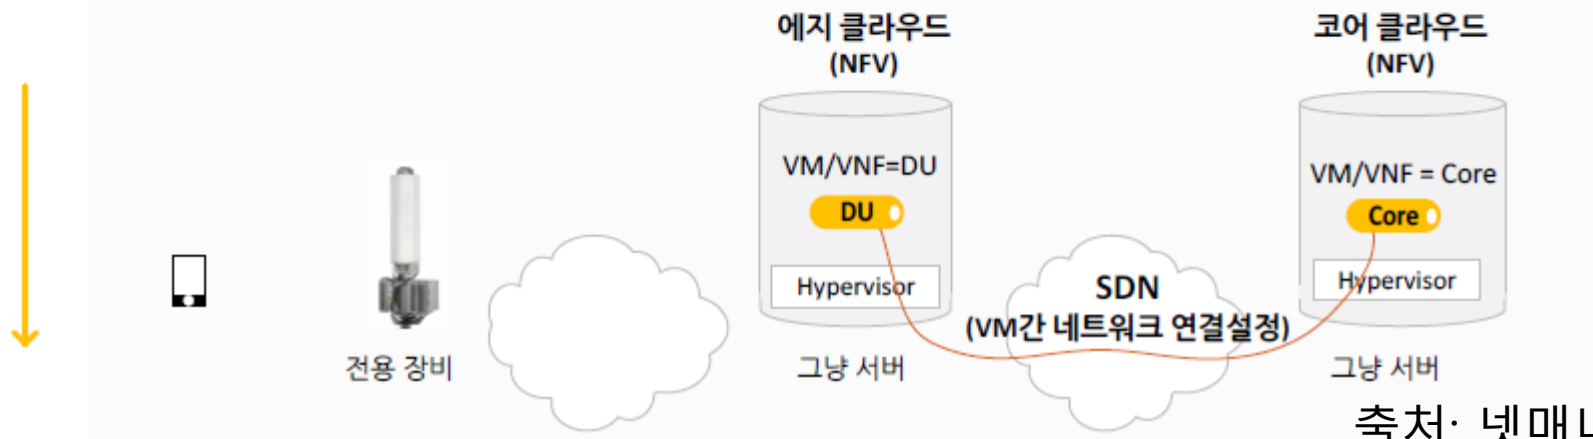 에지 클라우드
(NFV)
코어 클라우드
(NFV)
VM/VNF=DU
DU
Hypervisor
VM/VNF = Core
Core
Hypervisor
SDN
(VM간 네트워크 연결설정)
전용 장비
그냥 서버
그냥 서버